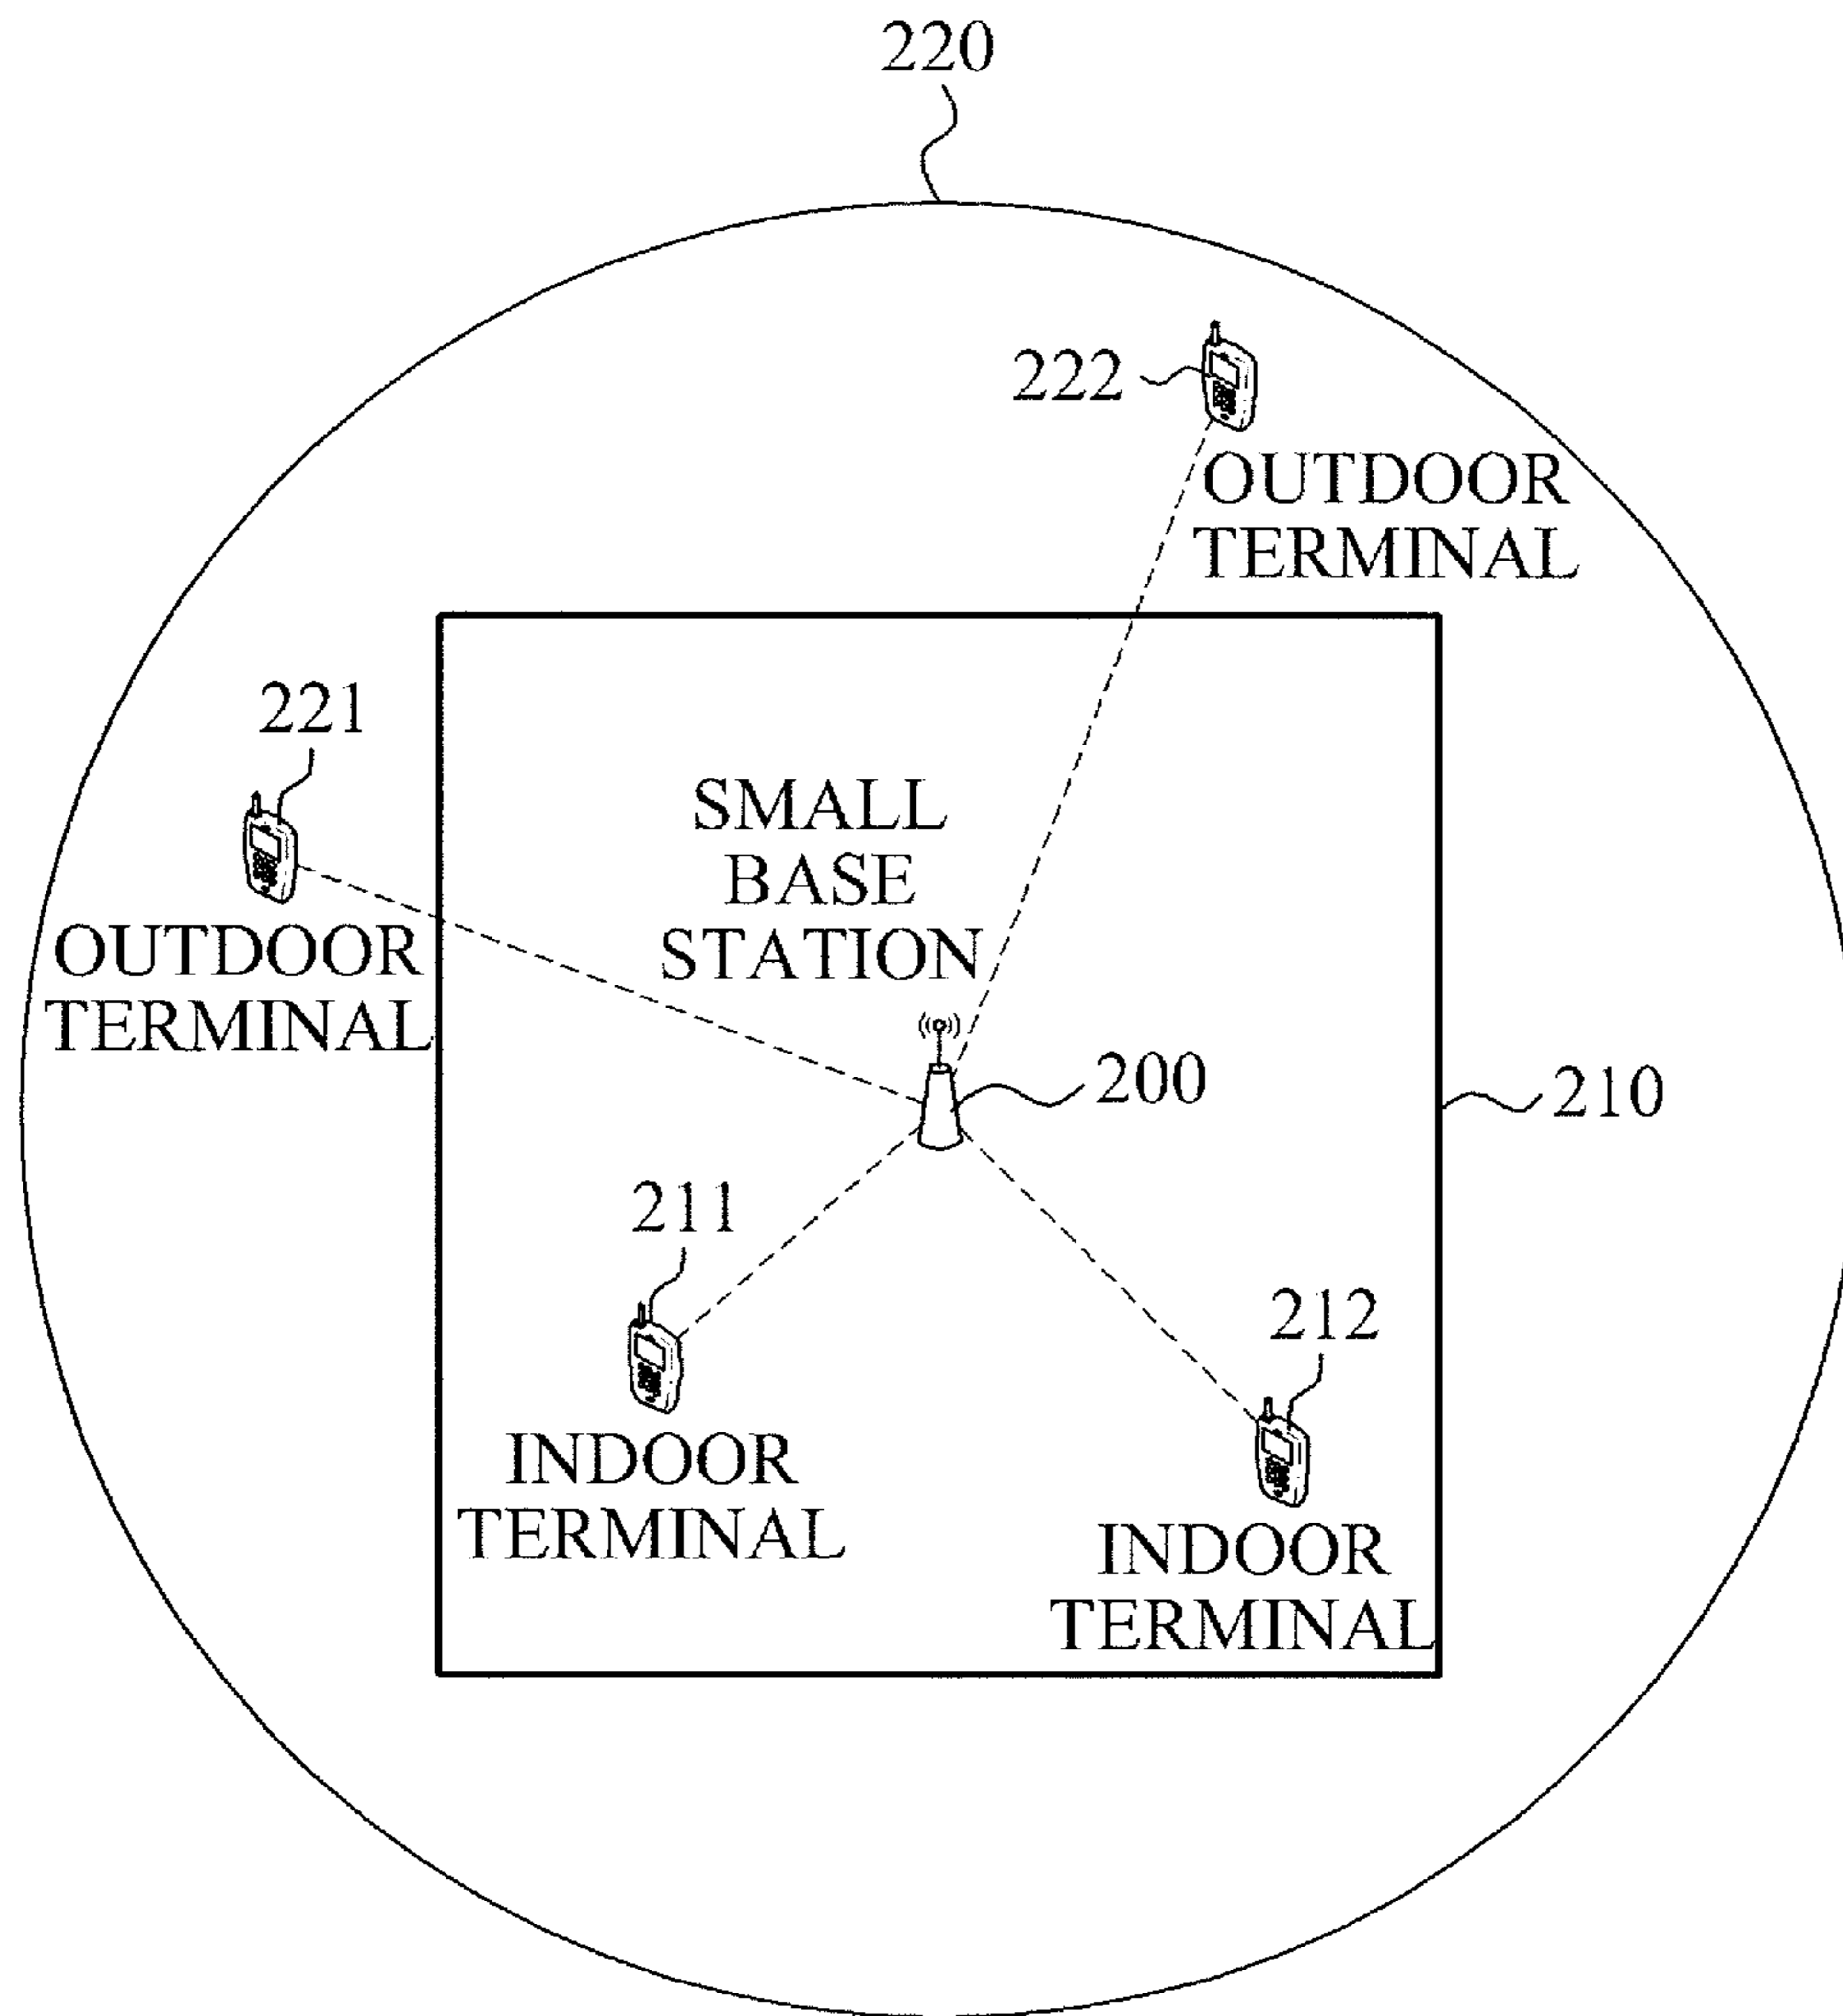 220
222
OUTDOOR
TERMINAL
221
OUTDOOR
TERMINAL
SMALL
BASE
STATION
200
210
211
INDOOR
TERMINAL
212
INDOOR
TERMINAL